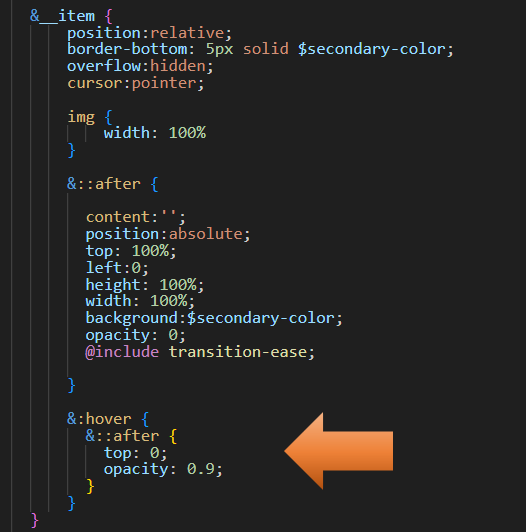 &__item {
position:relative;
border-bottom: 5px solid $secondary-color;
overflow:hidden;
cursor:pointer;
img {
width: 100%
}
&::after {
content:'';
position:absolute;
top: 100%;
left:0;
height: 100%;
width: 100%;
background:$secondary-color;
opacity: 0;
@include transition-ease;
}
&:hover {
&::after {
top: 0;
opacity: 0.9;
}
}
}